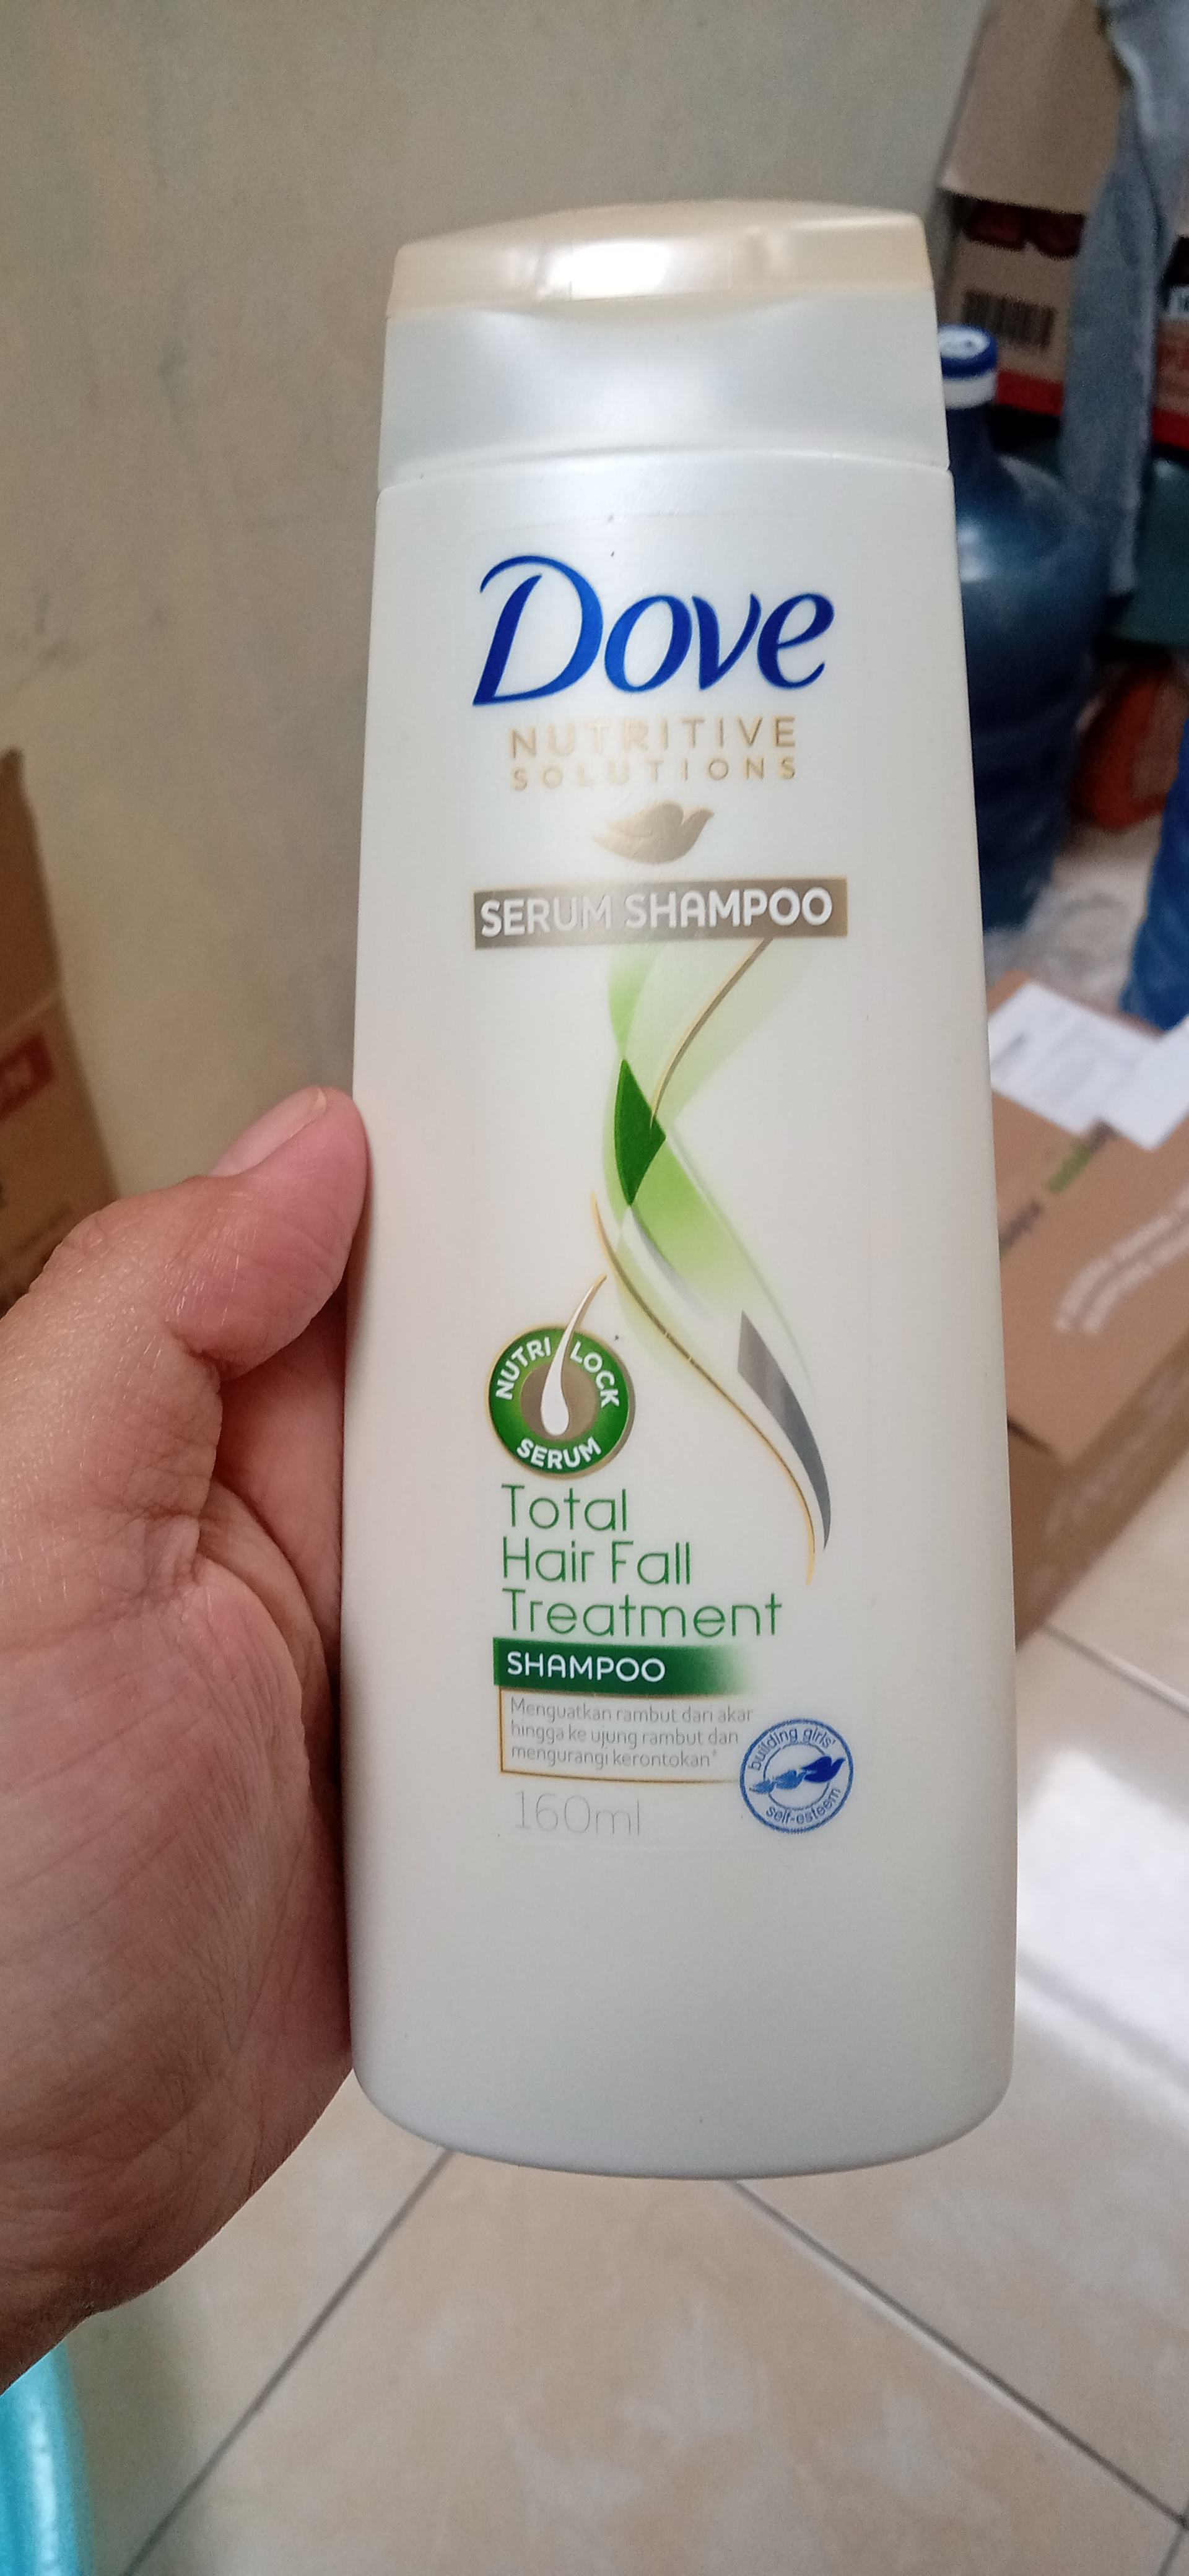 Dove
NUTRITIVE
SOLUTIONS
SERUM SHAMPOO
NUTRI LOCK
SERUM
Total
Hair Fall
Treatment
SHAMPOO
Menguatkan rambut dari akar
hingga ke ujung rambut dan
mengurangi kerontokan*
building girls'
self-esteem
160ml